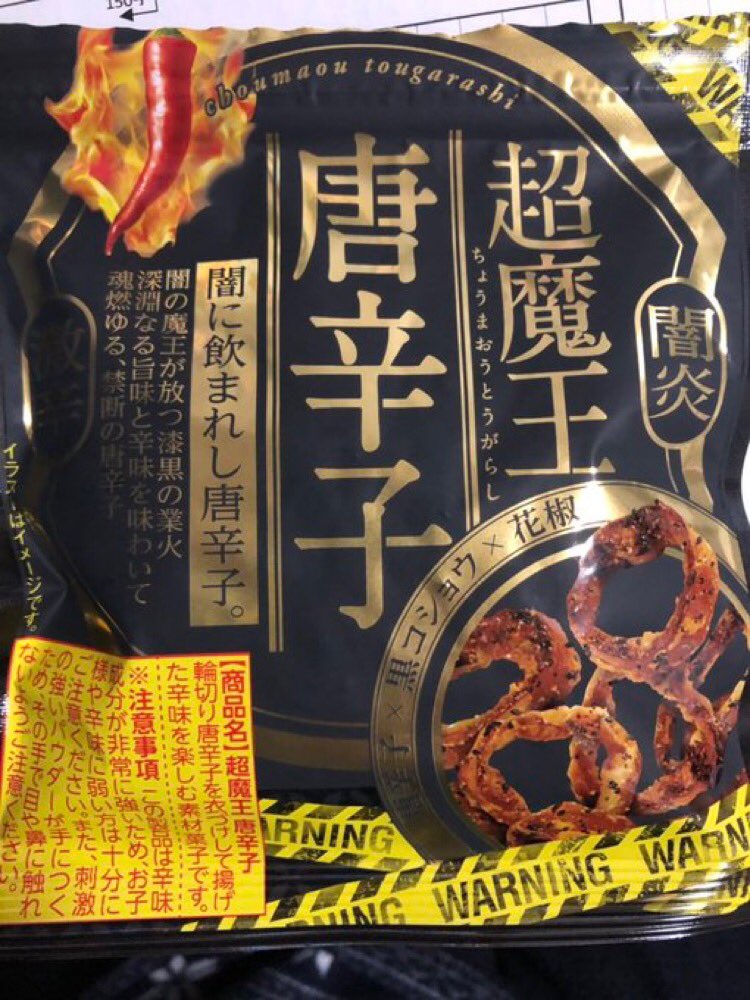 150
choumaou tougarashi
闇炎
超魔王
ちょうまおうとうがらし
唐辛子
闇に飲まれし唐辛子。
闇の魔王が放つ漆黒の業火
深淵なる旨味と辛味を味わいて
魂燃ゆる、禁断の唐辛子
激辛
イラストはイメージです。
唐辛子×黒コショウ×花椒
【商品名】超魔王唐辛子
輪切り唐辛子を衣つけして揚げ
た辛味を楽しむ素材菓子です。
※注意事項 この商品は辛味
成分が非常に強いため、お子
様や辛味に弱い方は十分に
ご注意ください。また、刺激
の強いパウダーが手につく
ため、その手で目や鼻に触れ
ないようご注意ください。
WARNING
WARNING WARN